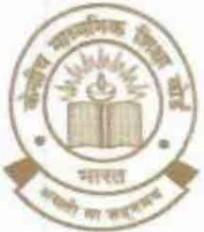 केन्द्रीय माध्यमिक शिक्षा बोर्ड
भारत
असतो मा सद्गमय